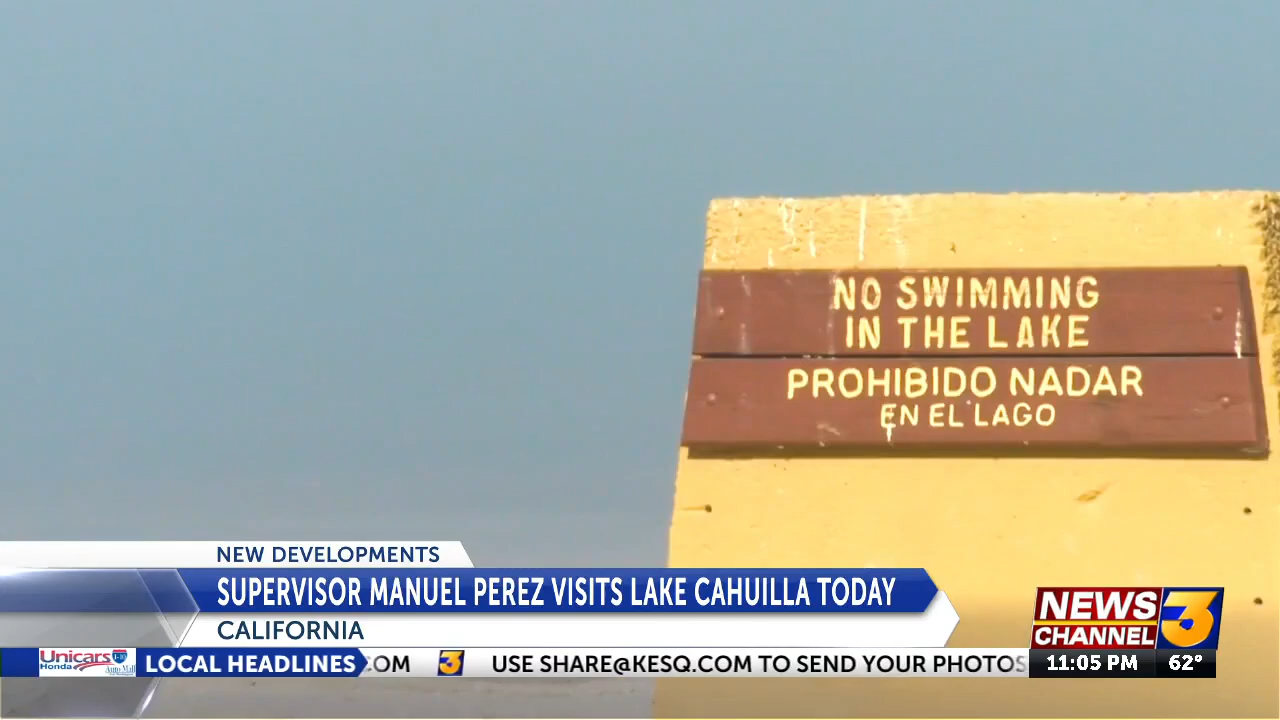 NO SWIMMING
IN THE LAKE
PROHIBIDO NADAR
EN EL LAGO
NEW DEVELOPMENTS
SUPERVISOR MANUEL PEREZ VISITS LAKE CAHUILLA TODAY
CALIFORNIA
NEWS
CHANNEL 3
Unicars
Honda
LOCAL HEADLINES .COM 3 USE SHARE@KESQ.COM TO SEND YOUR PHOTOS
11:05 PM 62°